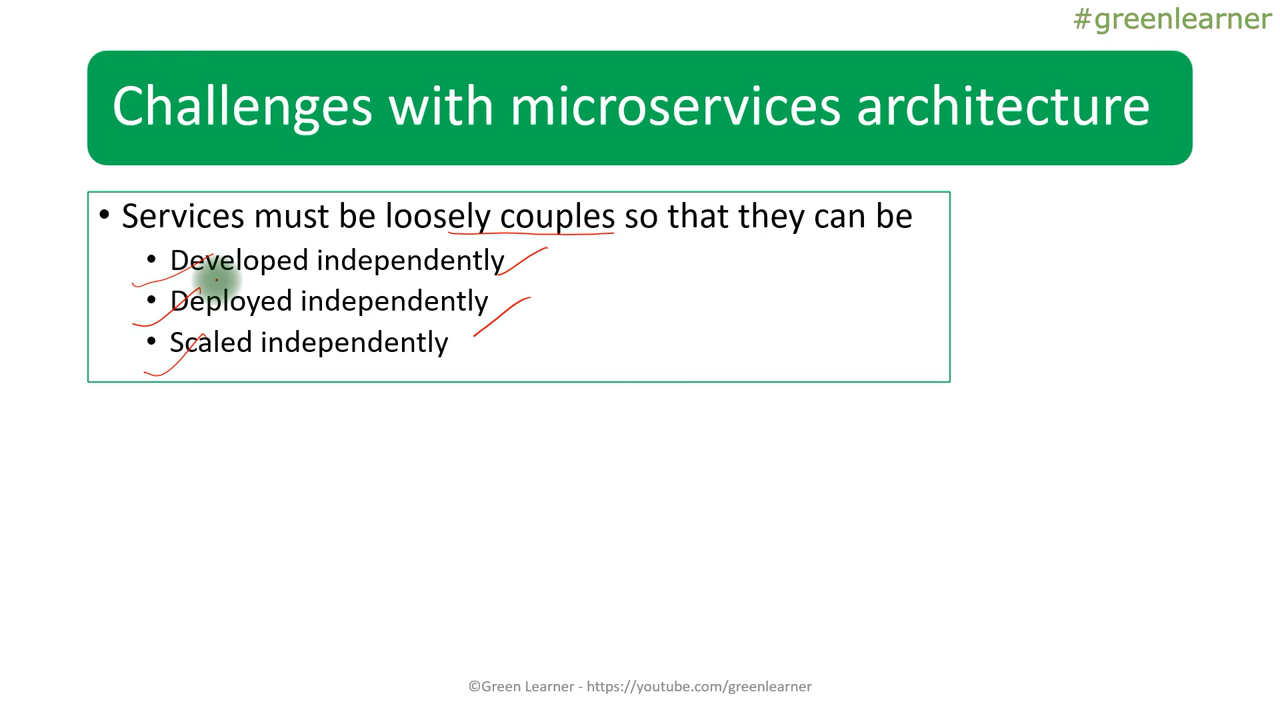 #greenlearner
Challenges with microservices architecture
• Services must be loosely couples so that they can be
• Developed independently
• Deployed independently
• Scaled independently
©Green Learner - https://youtube.com/greenlearner